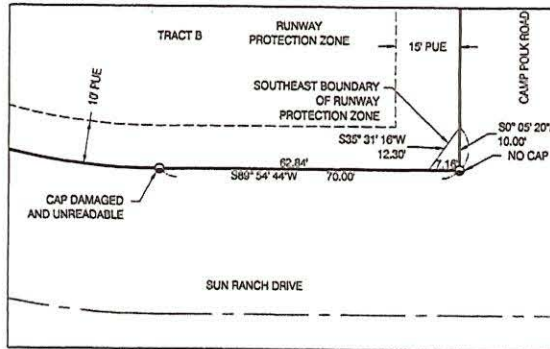 TRACT B
RUNWAY
PROTECTION ZONE
15' PUE
CAMP POLK ROAD
10' PUE
SOUTHEAST BOUNDARY
OF RUNWAY
PROTECTION ZONE
S35° 31' 16"W
12.30'
S0° 05' 20"
10.00'
NO CAP
7.16'
62.84'
S89° 54' 44"W
70.00'
CAP DAMAGED
AND UNREADABLE
SUN RANCH DRIVE